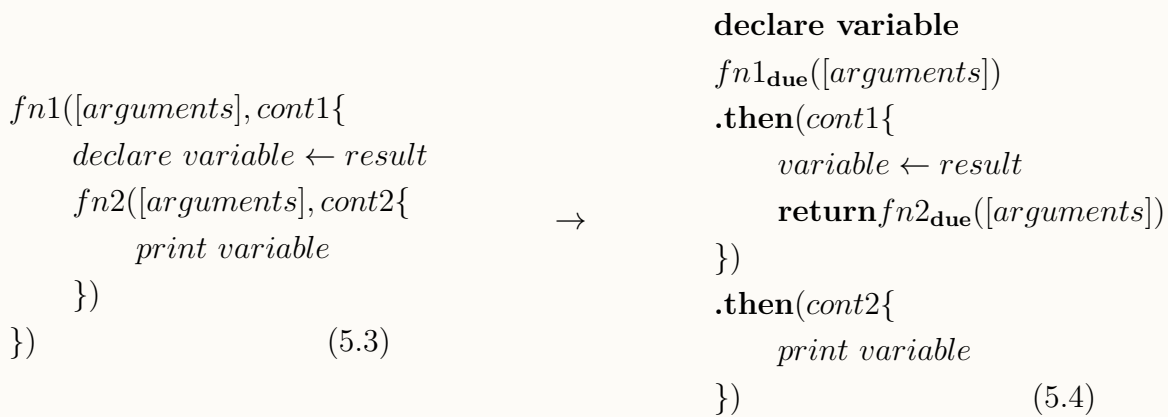 fn1([arguments], cont1{
declare variable ← result
fn2([arguments], cont2{
print variable
})
}) (5.3)
→
declare variable
fn1due([arguments])
.then(cont1{
variable ← result
returnfn2due([arguments])
})
.then(cont2{
print variable
}) (5.4)